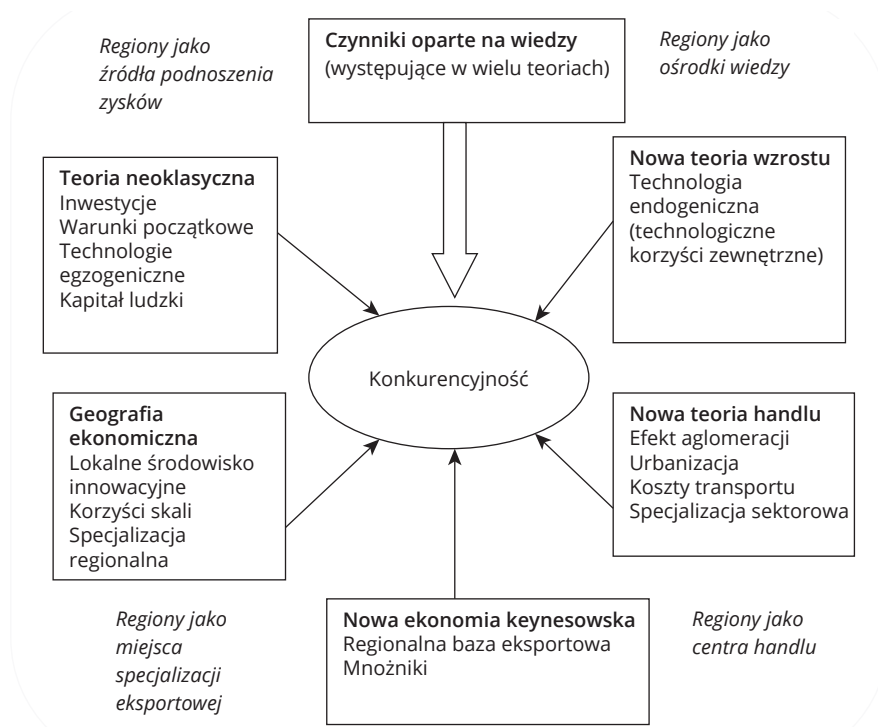 Regiony jako
źródła podnoszenia
zysków
Czynniki oparte na wiedzy
(występujące w wielu teoriach)
Regiony jako
ośrodki wiedzy
Teoria neoklasyczna
Inwestycje
Warunki początkowe
Technologie
egzogeniczne
Kapitał ludzki
Nowa teoria wzrostu
Technologia
endogeniczna
(technologiczne
korzyści zewnętrzne)
Konkurencyjność
Geografia
ekonomiczna
Lokalne środowisko
innowacyjne
Korzyści skali
Specjalizacja
regionalna
Nowa teoria handlu
Efekt aglomeracji
Urbanizacja
Koszty transportu
Specjalizacja sektorowa
Regiony jako
miejsca
specjalizacji
eksportowej
Nowa ekonomia keynesowska
Regionalna baza eksportowa
Mnożniki
Regiony jako
centra handlu